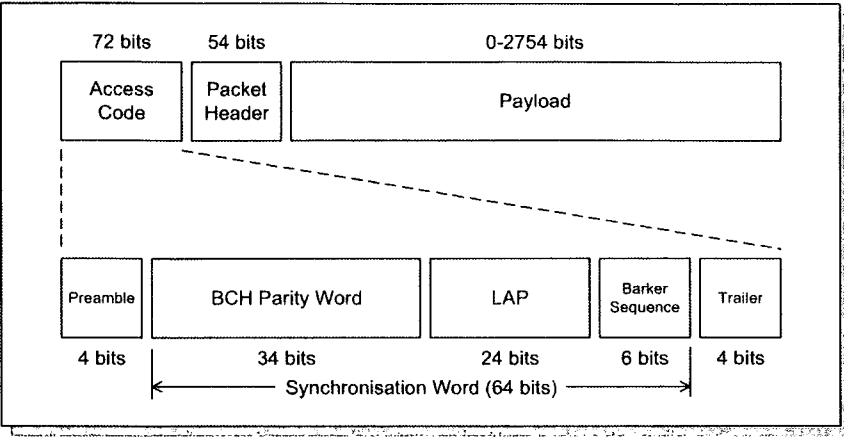 72 bits 54 bits 0-2754 bits
Access Code Packet Header Payload
Preamble BCH Parity Word LAP Barker Sequence Trailer
4 bits 34 bits 24 bits 6 bits 4 bits
Synchronisation Word (64 bits)